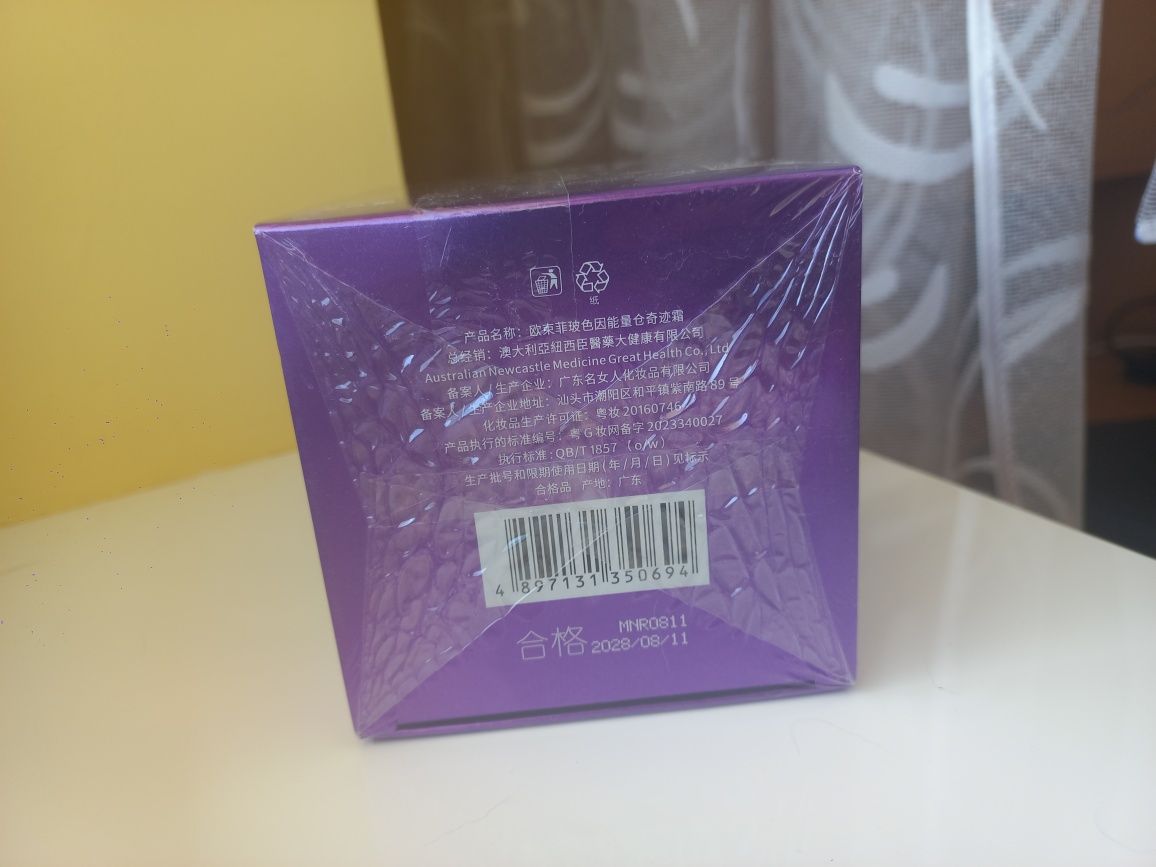 纸
产品名称：欧束菲玻色因能量仓奇迹霜
总经销：澳大利亞紐西臣醫藥大健康有限公司
Australian Newcastle Medicine Great Health Co., Ltd
备案人/生产企业：广东名女人化妆品有限公司
备案人/生产企业地址：汕头市潮阳区和平镇紫南路89号
化妆品生产许可证：粤妆20160746
产品执行的标准编号：粤G妆网备字2023340027
执行标准：QB/T 1857（o/w）
生产批号和限期使用日期(年/月/日)见标示
合格品 产地：广东
4 897131 350694
MNR0811
合格 2028/08/11